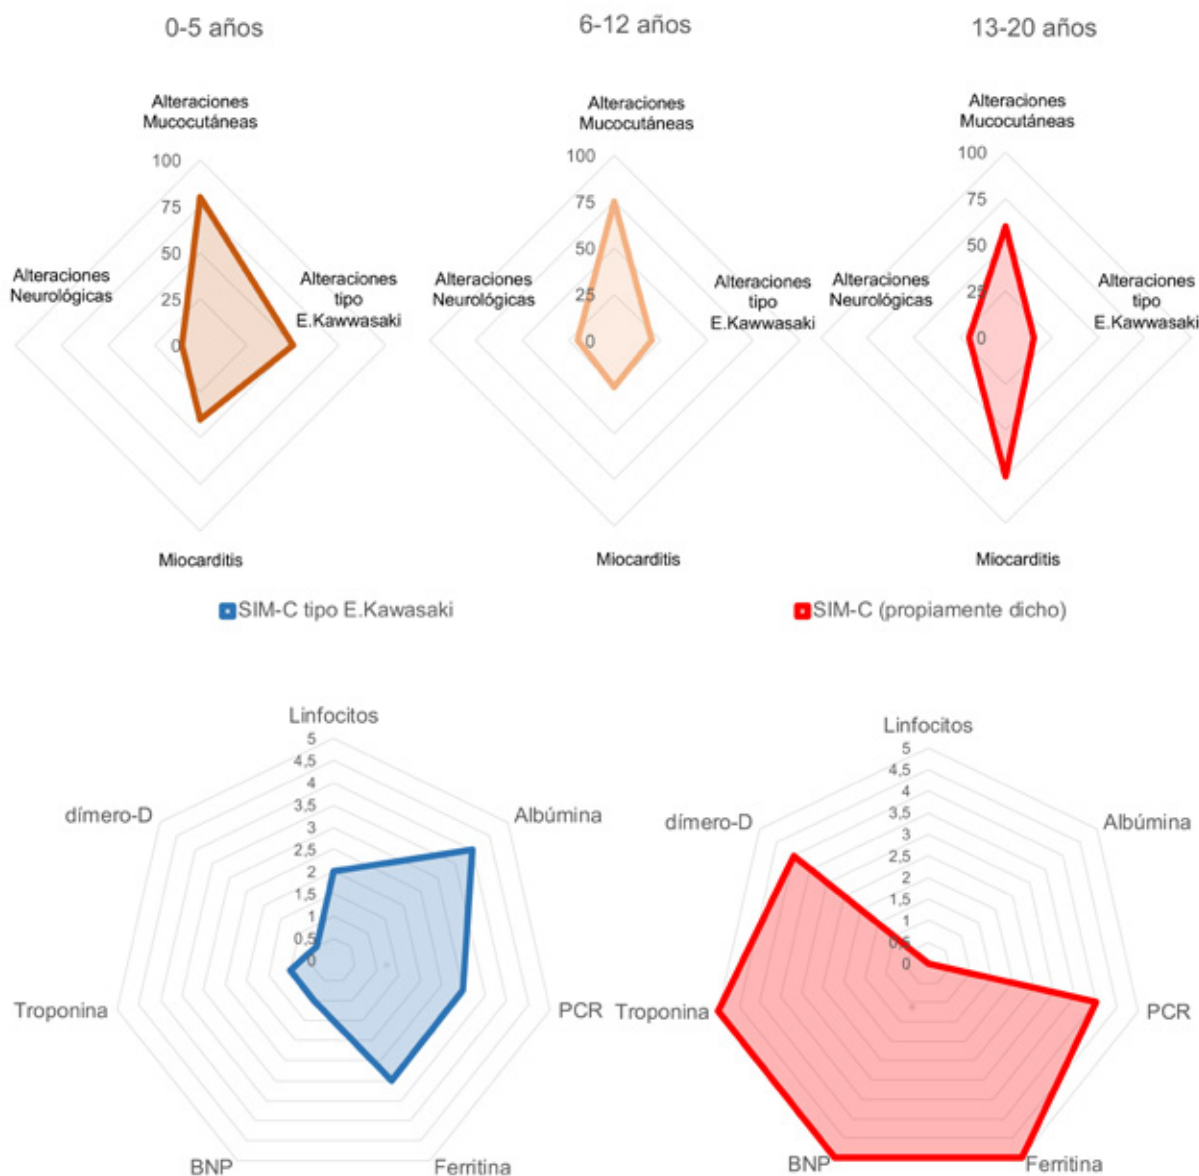 0-5 años
6-12 años
13-20 años
Alteraciones
Mucocutáneas
100
75
50
25
0
Alteraciones
Neurológicas
Alteraciones
tipo
E.Kawwasaki
Miocarditis
Alteraciones
Mucocutáneas
100
75
50
25
0
Alteraciones
Neurológicas
Alteraciones
tipo
E.Kawwasaki
Miocarditis
Alteraciones
Mucocutáneas
100
75
50
25
0
Alteraciones
Neurológicas
Alteraciones
tipo
E.Kawwasaki
Miocarditis
SIM-C tipo E.Kawasaki
SIM-C (propiamente dicho)
Linfocitos
5
4,5
4
3,5
3
2,5
2
1,5
1
0,5
0
Albúmina
PCR
Ferritina
BNP
Troponina
dímero-D
Linfocitos
5
4,5
4
3,5
3
2,5
2
1,5
1
0,5
0
Albúmina
PCR
Ferritina
BNP
Troponina
dímero-D